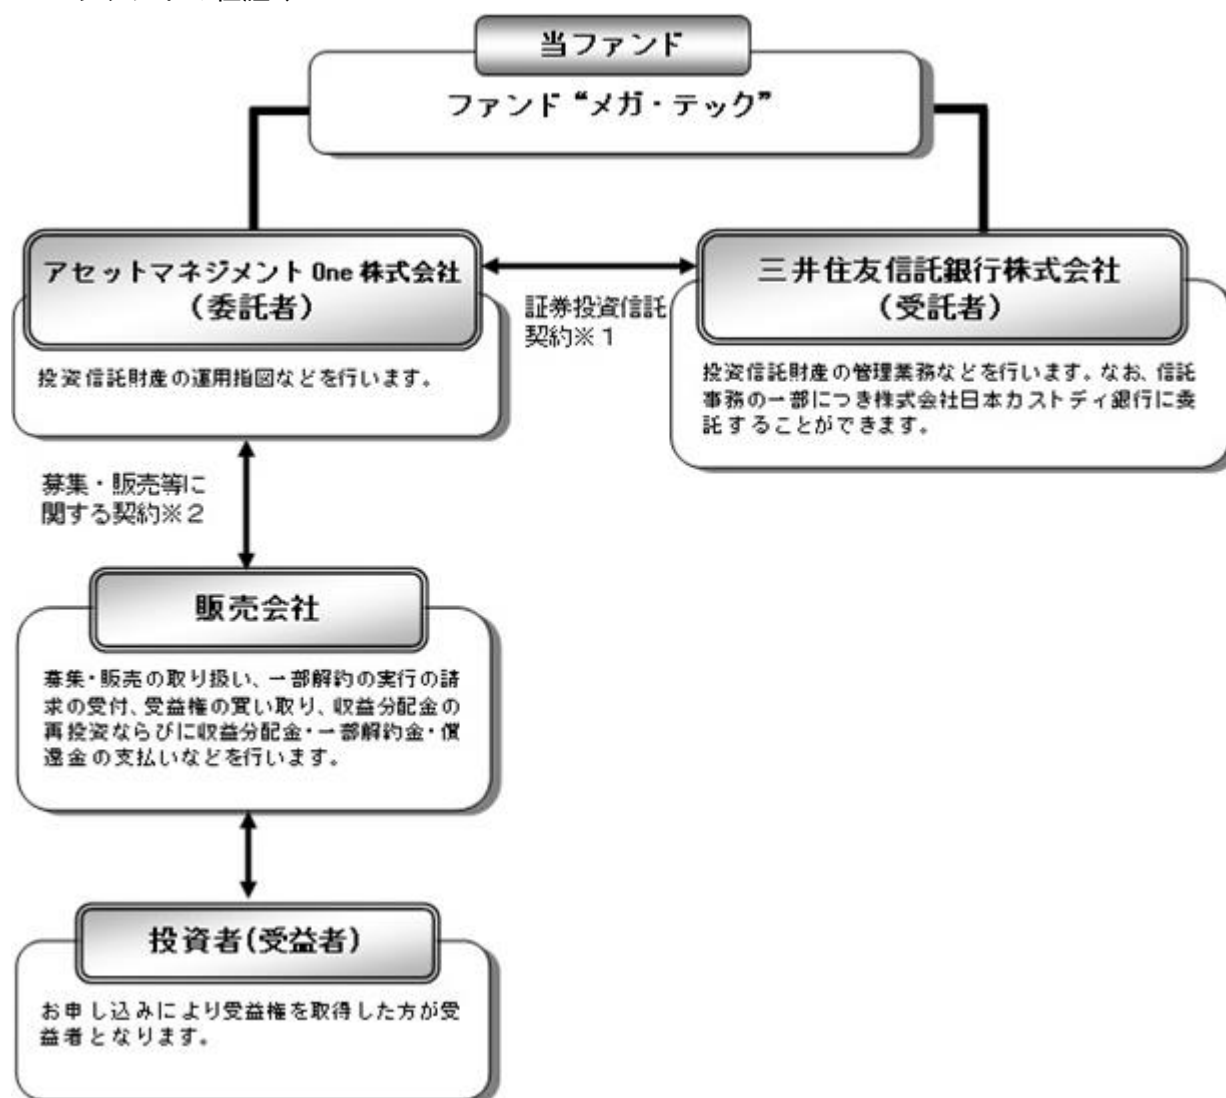 当ファンド
ファンド“メガ・テック”
アセットマネジメント One 株式会社
(委託者)
投資信託財産の運用指図などを行います。
証券投資信託
契約※１
三井住友信託銀行株式会社
(受託者)
投資信託財産の管理業務などを行います。なお、信託
事務の一部につき株式会社日本カストディ銀行に委
託することができます。
募集・販売等に
関する契約※２
販売会社
募集・販売の取り扱い、一部解約の実行の請
求の受付、受益権の買い取り、収益分配金の
再投資ならびに収益分配金・一部解約金・償
還金の支払いなどを行います。
投資者(受益者)
お申し込みにより受益権を取得した方が受
益者となります。